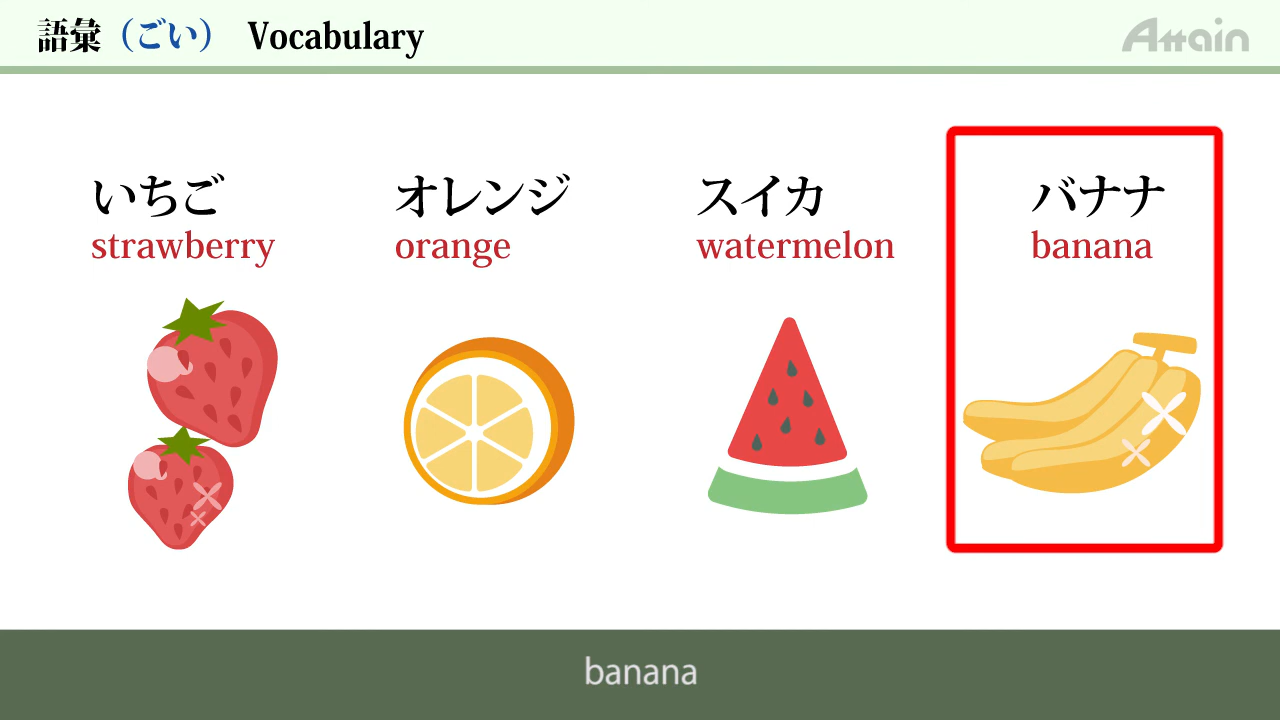 語彙（ごい） Vocabulary
Attain
いちご
strawberry
オレンジ
orange
スイカ
watermelon
バナナ
banana
banana